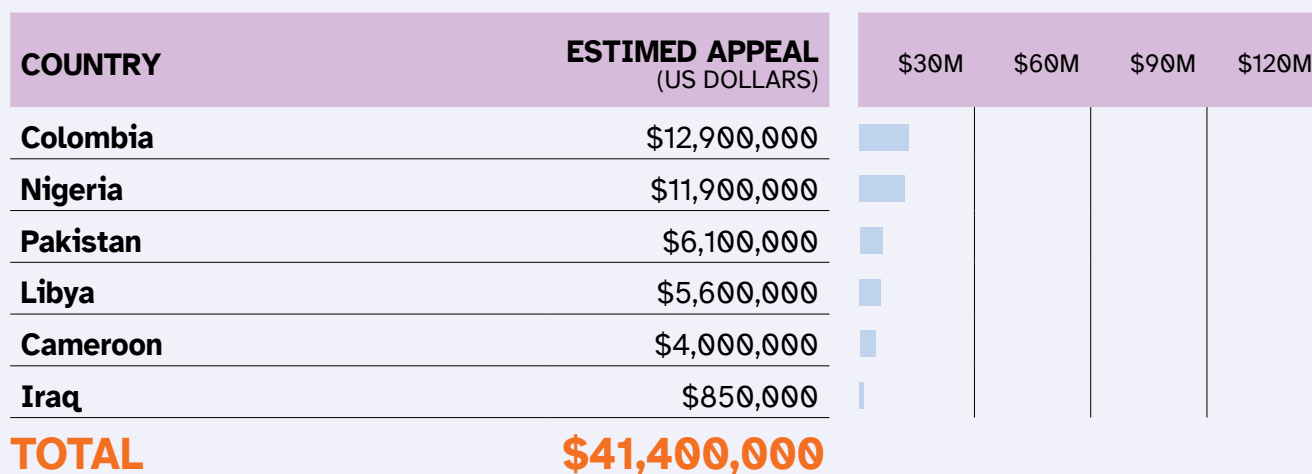 COUNTRY ESTIMED APPEAL (US DOLLARS) $30M $60M $90M $120M
Colombia $12,900,000
Nigeria $11,900,000
Pakistan $6,100,000
Libya $5,600,000
Cameroon $4,000,000
Iraq $850,000
TOTAL $41,400,000